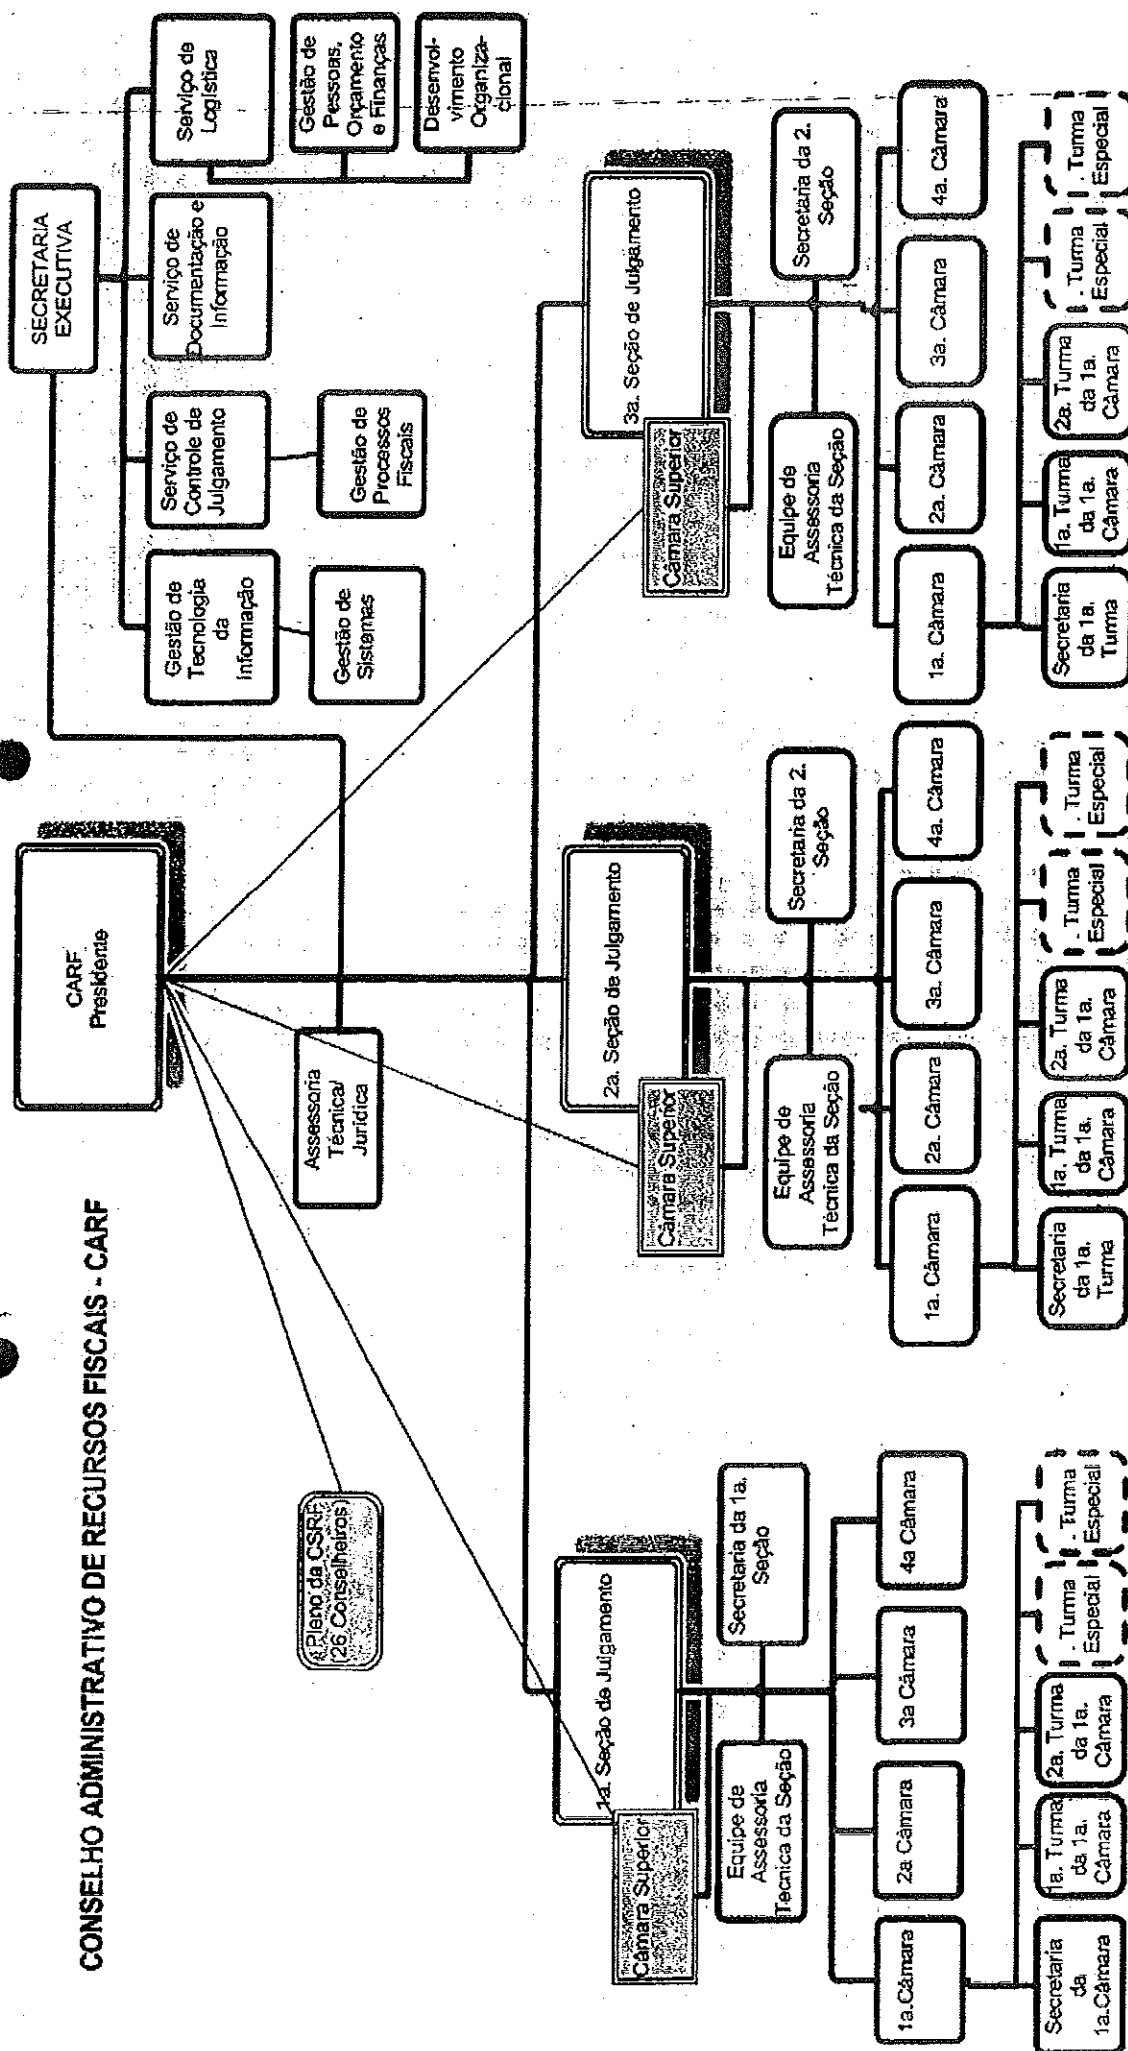 CONSELHO ADMINISTRATIVO DE RECURSOS FISCAIS - CARF
CARF
Presidente
SECRETARIA
EXECUTIVA
Gestão de
Tecnologia
da
Informação
Serviço de
Controle de
Julgamento
Serviço de
Documentação e
Informação
Serviço de
Logística
Gestão de
Sistemas
Gestão de
Processos
Fiscais
Gestão de
Pessoas,
Orçamento
e Finanças
Desenvol-
vimento
Organiza-
cional
Pleno da CSRF
26 Conselheiros
Assessoria
Técnica/
Jurídica
1a. Seção de Julgamento
Câmara Superior
Equipe de
Assessoria
Tecnica da Seção
Secretaria da 1a.
Seção
1a.Câmara
2a Câmara
3a Câmara
4a Câmara
Secretaria
da
1a.Câmara
1a. Turma
da 1a.
Câmara
2a. Turma
da 1a.
Câmara
. Turma
Especial
. Turma
Especial
2a. Seção de Julgamento
Câmara Superior
Equipe de
Assessoria
Técnica da Seção
Secretaria da 2.
Seção
1a. Câmara
2a. Câmara
3a. Câmara
4a. Câmara
Secretaria
da 1a.
Turma
1a. Turma
da 1a.
Câmara
2a. Turma
da 1a.
Câmara
. Turma
Especial
. Turma
Especial
3a. Seção de Julgamento
Câmara Superior
Equipe de
Assessoria
Técnica da Seção
Secretaria da 2.
Seção
1a. Câmara
2a. Câmara
3a. Câmara
4a. Câmara
Secretaria
da 1a.
Turma
1a. Turma
da 1a.
Câmara
2a. Turma
da 1a.
Câmara
. Turma
Especial
. Turma
Especial